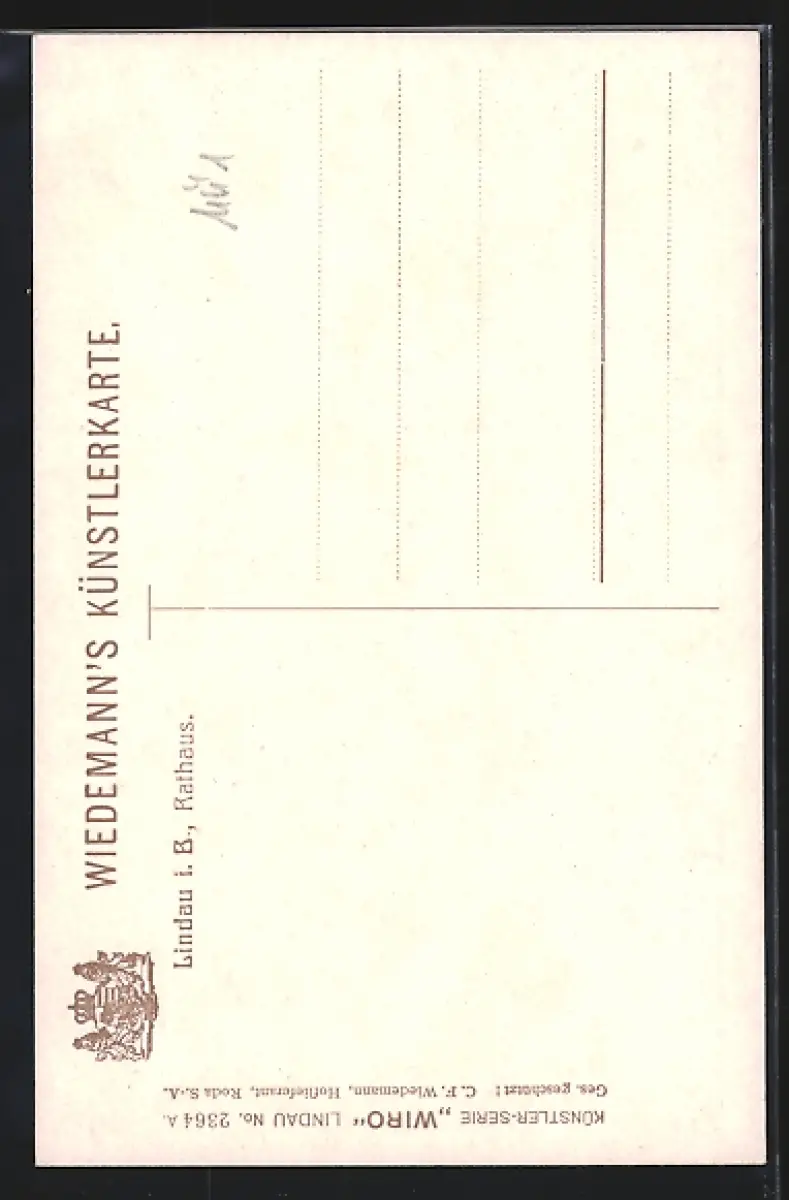 WIEDEMANN'S KÜNSTLERKARTE.
Lindau i. B., Rathaus.
Ges. geschützt! C. F. Wiedemann, Hoflieferant, Roda S.-A.
KÜNSTLER-SERIE „WIRO“ LINDAU No. 2364 A.